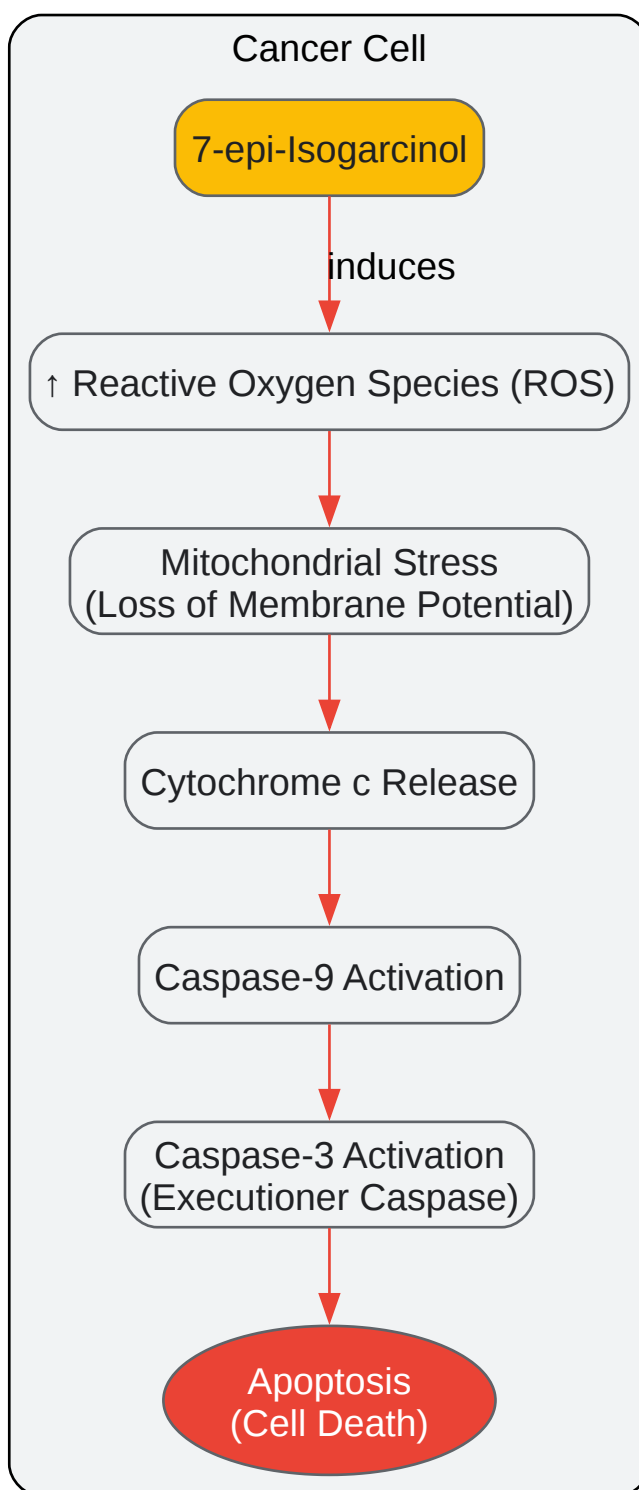 Cancer Cell
7-epi-Isogarcinol
induces
↑ Reactive Oxygen Species (ROS)
Mitochondrial Stress
(Loss of Membrane Potential)
Cytochrome c Release
Caspase-9 Activation
Caspase-3 Activation
(Executioner Caspase)
Apoptosis
(Cell Death)